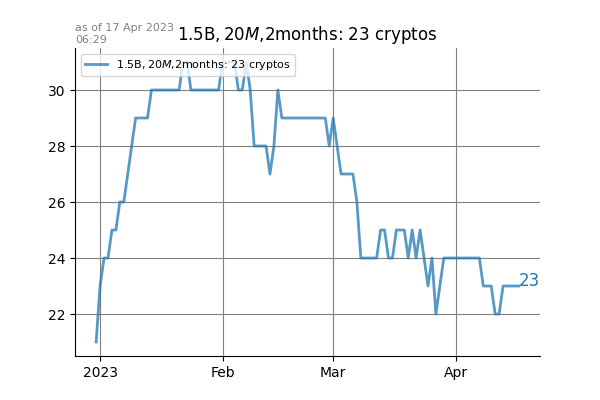 as of 17 Apr 2023
06:29
1.5B, 20M,2months: 23 cryptos
1.5B, 20M,2months: 23 cryptos
30
28
26
24
22
23
2023
Feb
Mar
Apr